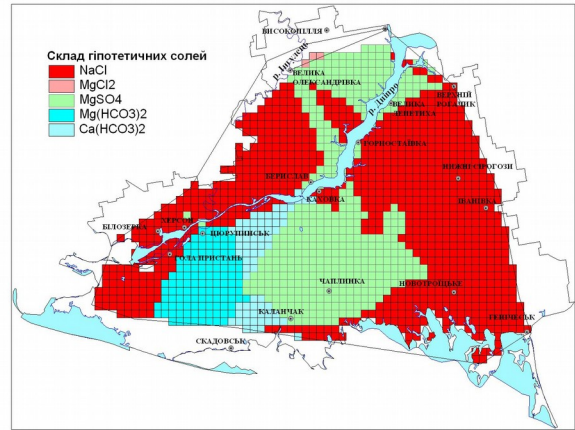 ВИСОКОПІЛЛЯ
Склад гіпотетичних солей
NaCl
MgCl2
MgSO4
Mg(HCO3)2
Ca(HCO3)2
р. Інгулець
ВЕЛИКА
ОЛЕКСАНДРІВКА
р. Дніпро
ВЕРХНІЙ
РОГАЧИК
ВЕЛИКА
ЛЕПЕТИХА
ГОРНОСТАЇВКА
НИЖНІ СІРОГОЗИ
БЕРИСЛАВ
КАХОВКА
ІВАНІВКА
ХЕРСОН
БІЛОЗЕРКА
ЦЮРУПИНСЬК
ГОЛА ПРИСТАНЬ
ЧАПЛИНКА
НОВОТРОЇЦЬКЕ
КАЛАНЧАК
ГЕНІЧЕСЬК
СКАДОВСЬК